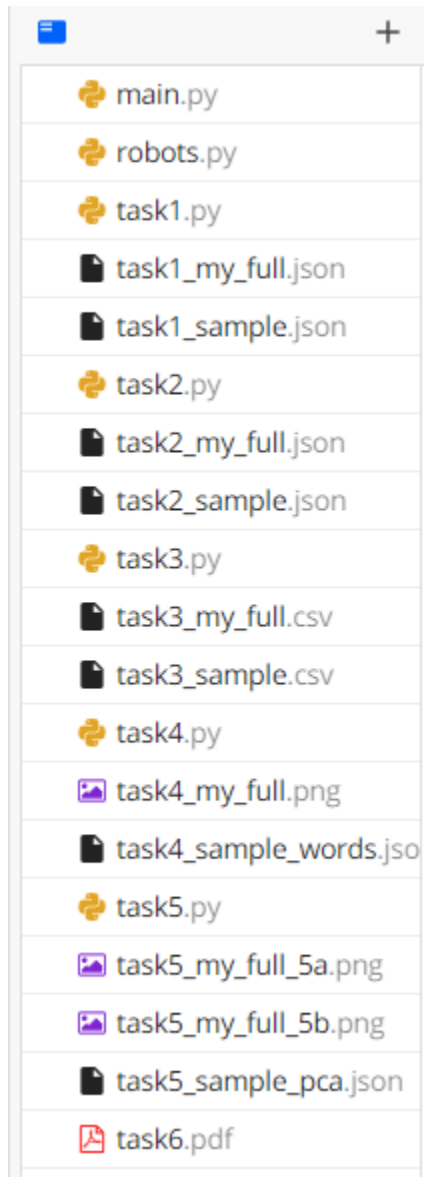 main.py
robots.py
task1.py
task1_my_full.json
task1_sample.json
task2.py
task2_my_full.json
task2_sample.json
task3.py
task3_my_full.csv
task3_sample.csv
task4.py
task4_my_full.png
task4_sample_words.jso
task5.py
task5_my_full_5a.png
task5_my_full_5b.png
task5_sample_pca.json
task6.pdf